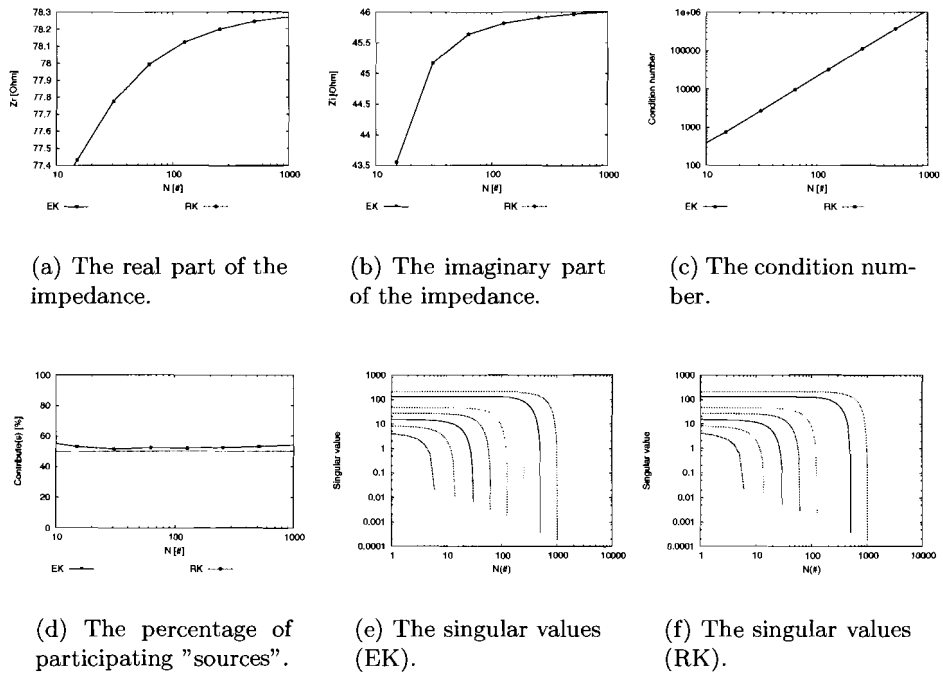 78.3
78.2
78.1
78
77.9
77.8
77.7
77.6
77.5
77.4
Zr [Ohm]
10 100 1000
N [#]
EK RK
46
45.5
45
44.5
44
43.5
Zi [Ohm]
10 100 1000
N [#]
EK RK
1e+06
100000
10000
1000
100
Condition number
10 100 1000
N [#]
EK RK
(a) The real part of the
impedance.
(b) The imaginary part
of the impedance.
(c) The condition num-
ber.
100
80
60
40
20
0
Contribute(s) [%]
10 100 1000
N [#]
EK RK
1000
100
10
1
0.1
0.01
0.001
0.0001
Singular value
1 10 100 1000 10000
N(#)
1000
100
10
1
0.1
0.01
0.001
0.0001
Singular value
1 10 100 1000 10000
N(#)
(d) The percentage of
participating "sources".
(e) The singular values
(EK).
(f) The singular values
(RK).